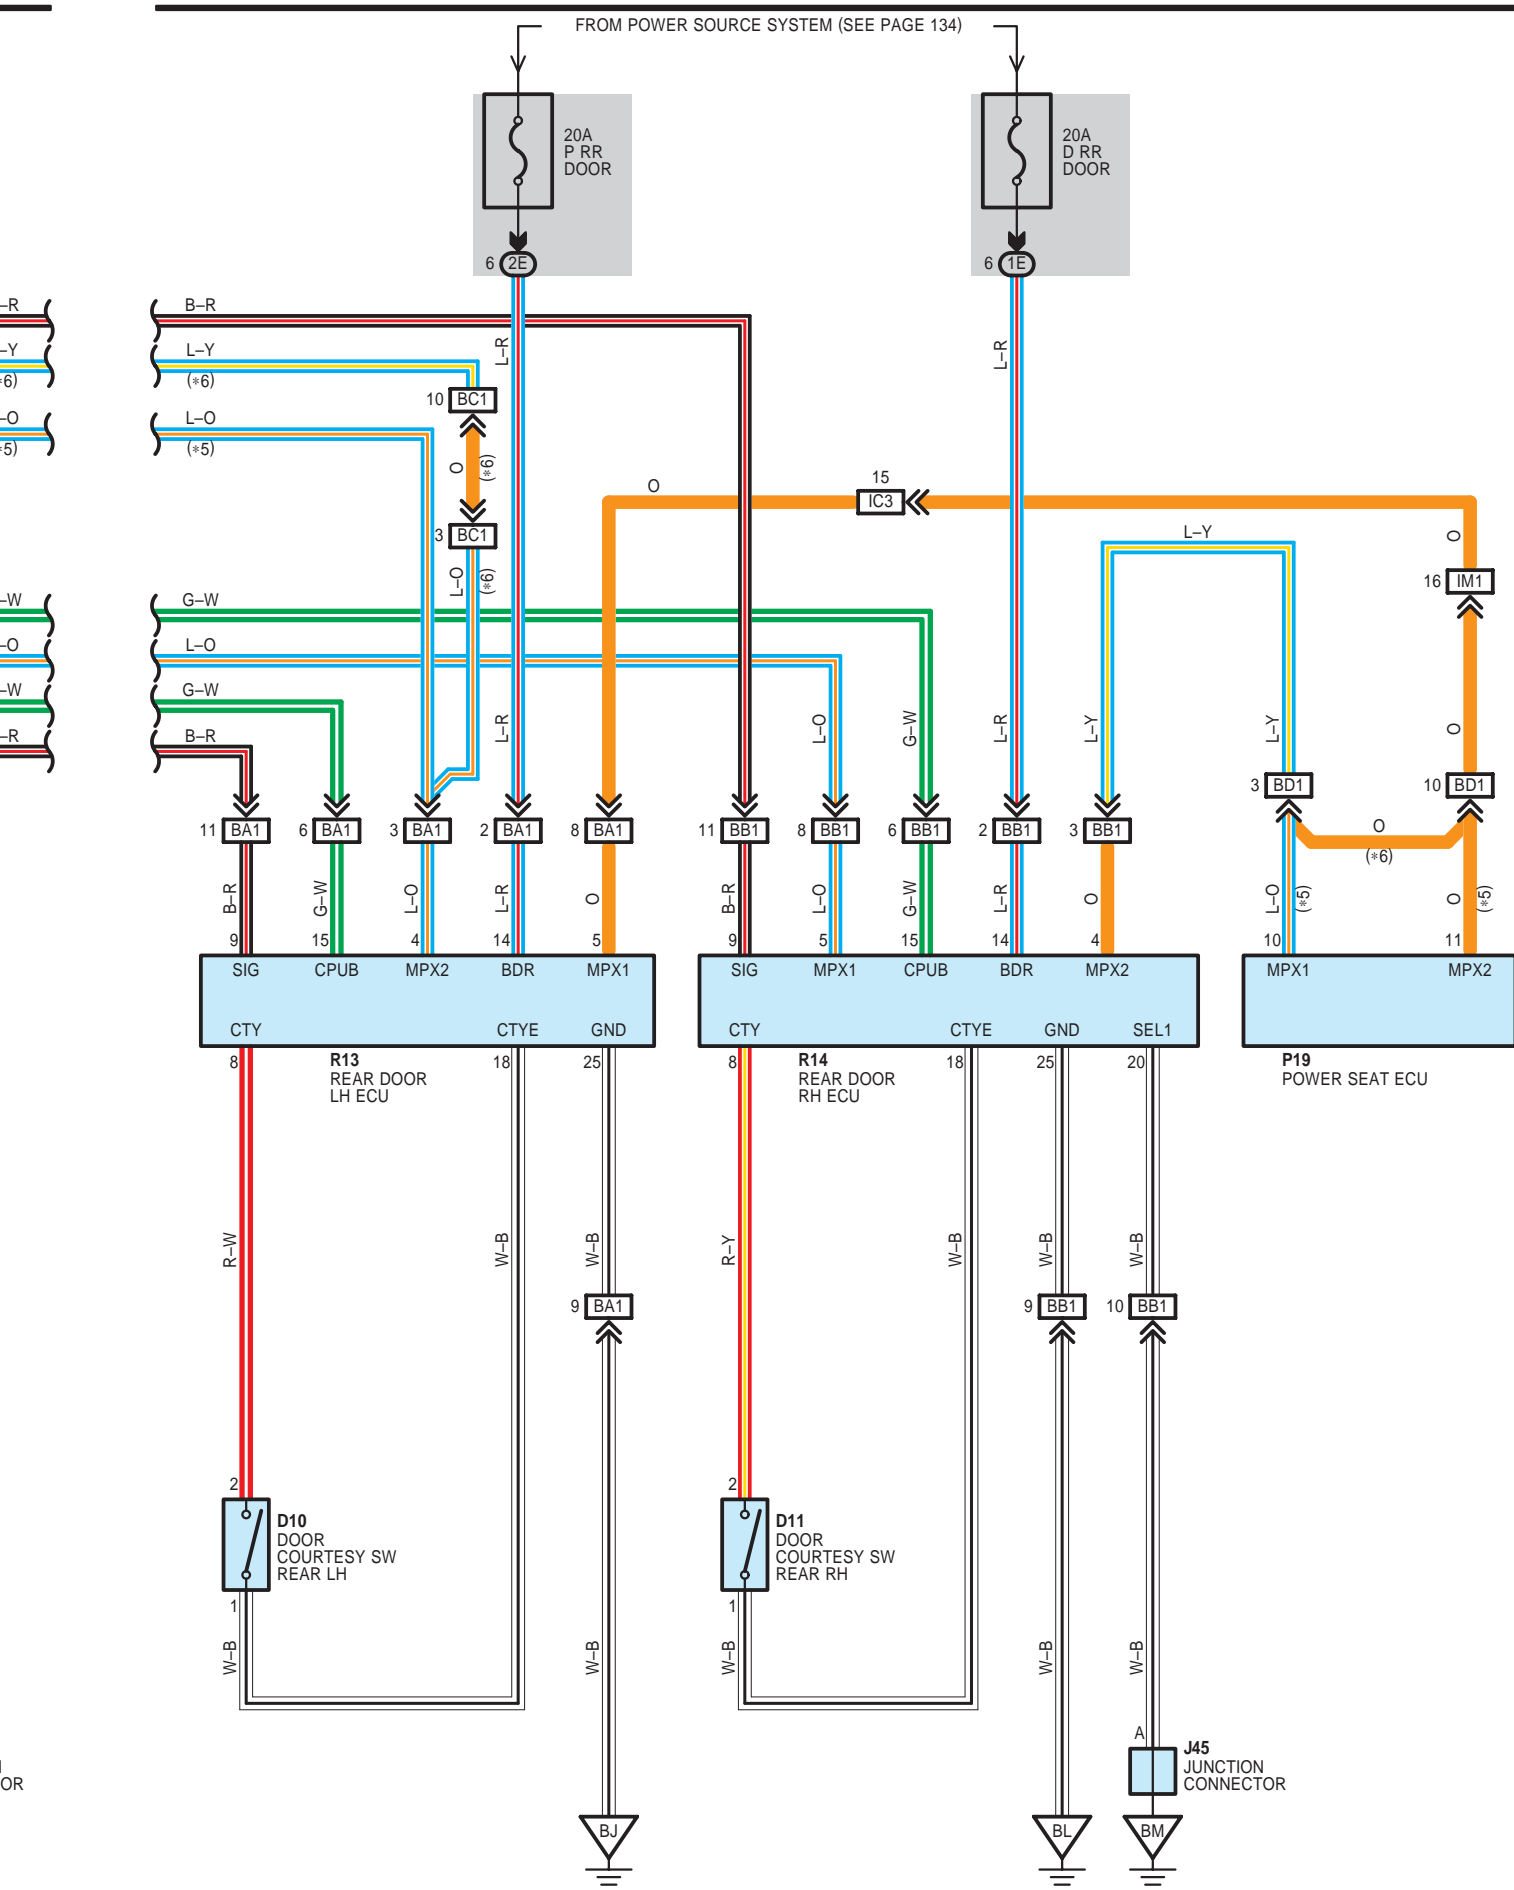 FROM POWER SOURCE SYSTEM (SEE PAGE 134)
20A
P RR
DOOR
20A
D RR
DOOR
6 2E
6 1E
–R
B–R
–Y
L–Y
(∗6)
(∗6)
L–R
L–R
10 BC1
–O
L–O
∗5)
(∗5)
O
(∗6)
O
15
IC3
3 BC1
L–Y
O
L–O
(∗6)
16 IM1
–W
G–W
–O
L–O
–W
G–W
–R
B–R
L–R
L–O
G–W
L–R
L–Y
L–Y
O
3 BD1
10 BD1
11 BA1
6 BA1
3 BA1
2 BA1
8 BA1
11 BB1
8 BB1
6 BB1
2 BB1
3 BB1
O
(∗6)
B–R
G–W
L–O
L–R
O
B–R
L–O
G–W
L–R
O
L–O
(∗5)
O
(∗5)
9
15
4
14
5
9
5
15
14
4
10
11
SIG
CPUB
MPX2
BDR
MPX1
SIG
MPX1
CPUB
BDR
MPX2
MPX1
MPX2
CTY
CTYE
GND
CTY
CTYE
GND
SEL1
8
R13
REAR DOOR
LH ECU
18
25
8
R14
REAR DOOR
RH ECU
18
25
20
P19
POWER SEAT ECU
R–W
W–B
W–B
R–Y
W–B
W–B
W–B
9 BA1
9 BB1
10 BB1
2
D10
DOOR
COURTESY SW
REAR LH
1
2
D11
DOOR
COURTESY SW
REAR RH
1
W–B
W–B
W–B
W–B
W–B
A
J45
JUNCTION
CONNECTOR
OR
BJ
BL
BM